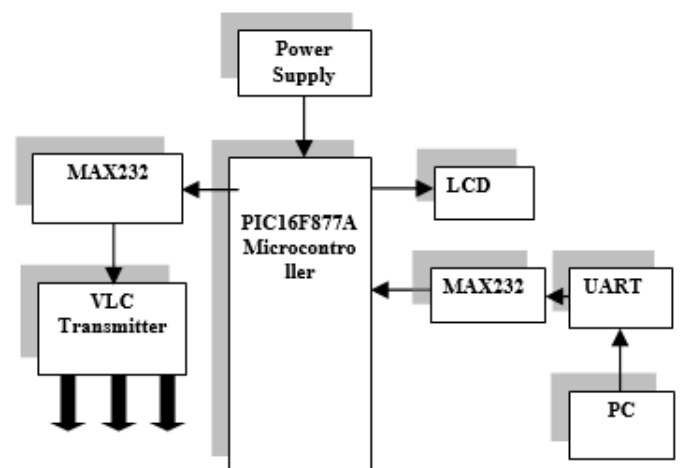 Power
Supply
MAX232
LCD
PIC16F877A
Microcontro
ller
MAX232
UART
VLC
Transmitter
PC